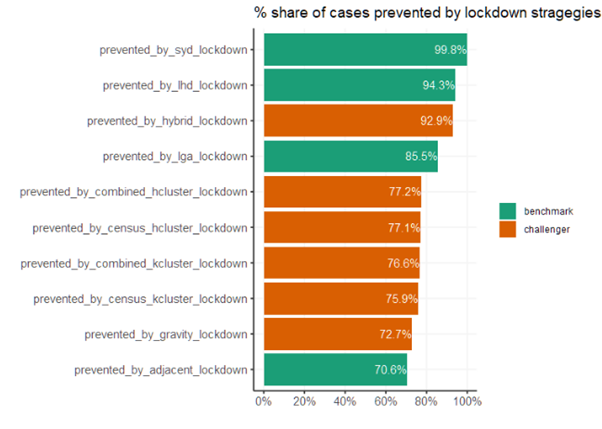 % share of cases prevented by lockdown stragegies
prevented_by_syd_lockdown 99.8%
prevented_by_lhd_lockdown 94.3%
prevented_by_hybrid_lockdown 92.9%
prevented_by_lga_lockdown 85.5%
prevented_by_combined_hcluster_lockdown 77.2%
prevented_by_census_hcluster_lockdown 77.1%
prevented_by_combined_kcluster_lockdown 76.6%
prevented_by_census_kcluster_lockdown 75.9%
prevented_by_gravity_lockdown 72.7%
prevented_by_adjacent_lockdown 70.6%
0% 20% 40% 60% 80% 100%
benchmark
challenger